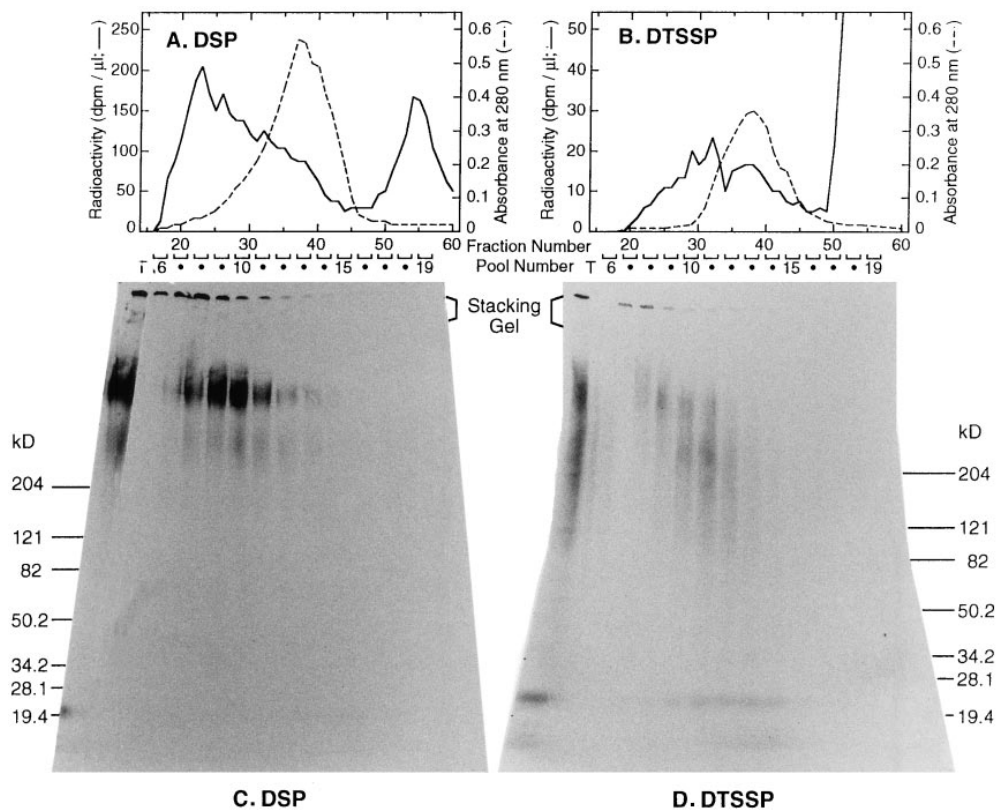 A. DSP
Radioactivity (dpm / µl; —)
250
200
150
100
50
0
0.6
0.5
0.4
0.3
0.2
0.1
0
Absorbance at 280 nm (---)
20 30 40 50 60
B. DTSSP
Radioactivity (dpm / µl; —)
50
40
30
20
10
0
0.6
0.5
0.4
0.3
0.2
0.1
0
Absorbance at 280 nm (---)
20 30 40 50 60
Fraction Number
T 6 • • • 10 • • • • 15 • • • 19
Pool Number
T 6 • • • 10 • • • • 15 • • • 19
Stacking
Gel
kD
204
121
82
50.2
34.2
28.1
19.4
kD
204
121
82
50.2
34.2
28.1
19.4
C. DSP
D. DTSSP